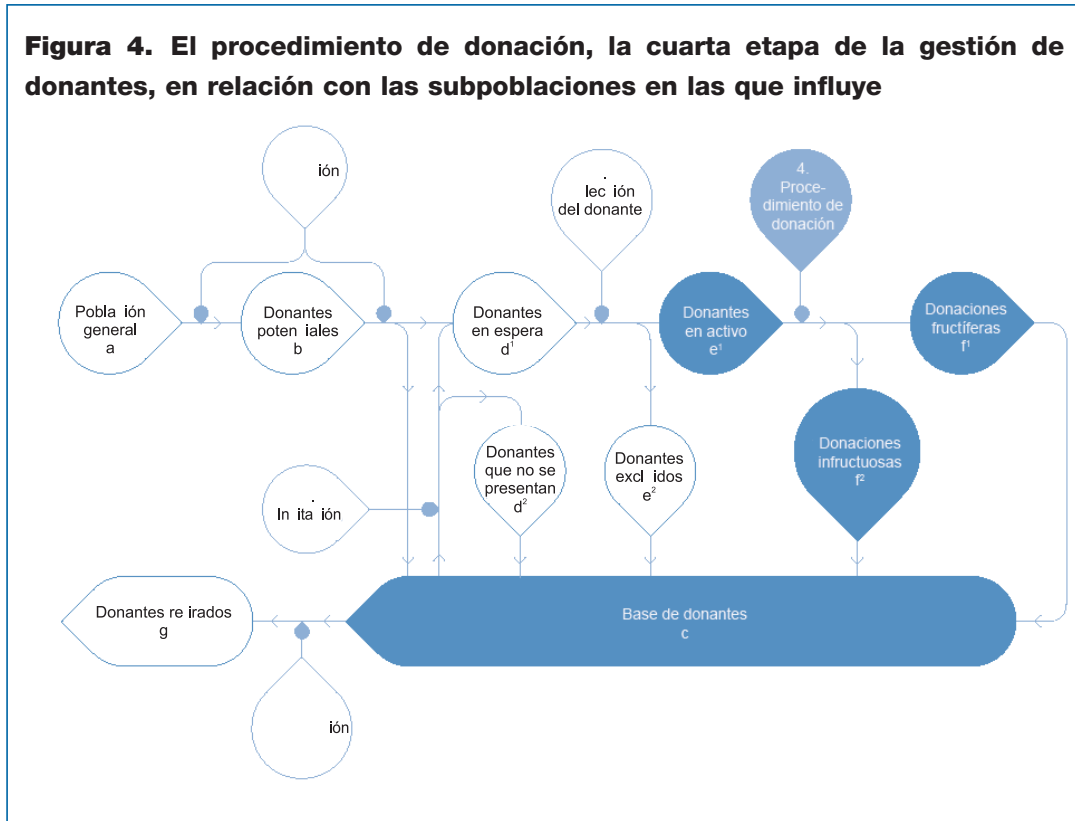 Figura 4. El procedimiento de donación, la cuarta etapa de la gestión de
donantes, en relación con las subpoblaciones en las que influye
ión
.
lec ión
del donante
4.
Proce-
dimiento de
donación
Pobla ión
general
a
Donantes
poten iales
b
Donantes
en espera
d¹
Donantes
en activo
e¹
Donaciones
fructíferas
f¹
Donantes
que no se
presentan
d²
Donantes
excl idos
e²
Donaciones
infructuosas
f²
.
In ita ión
Donantes re irados
g
Base de donantes
c
ión